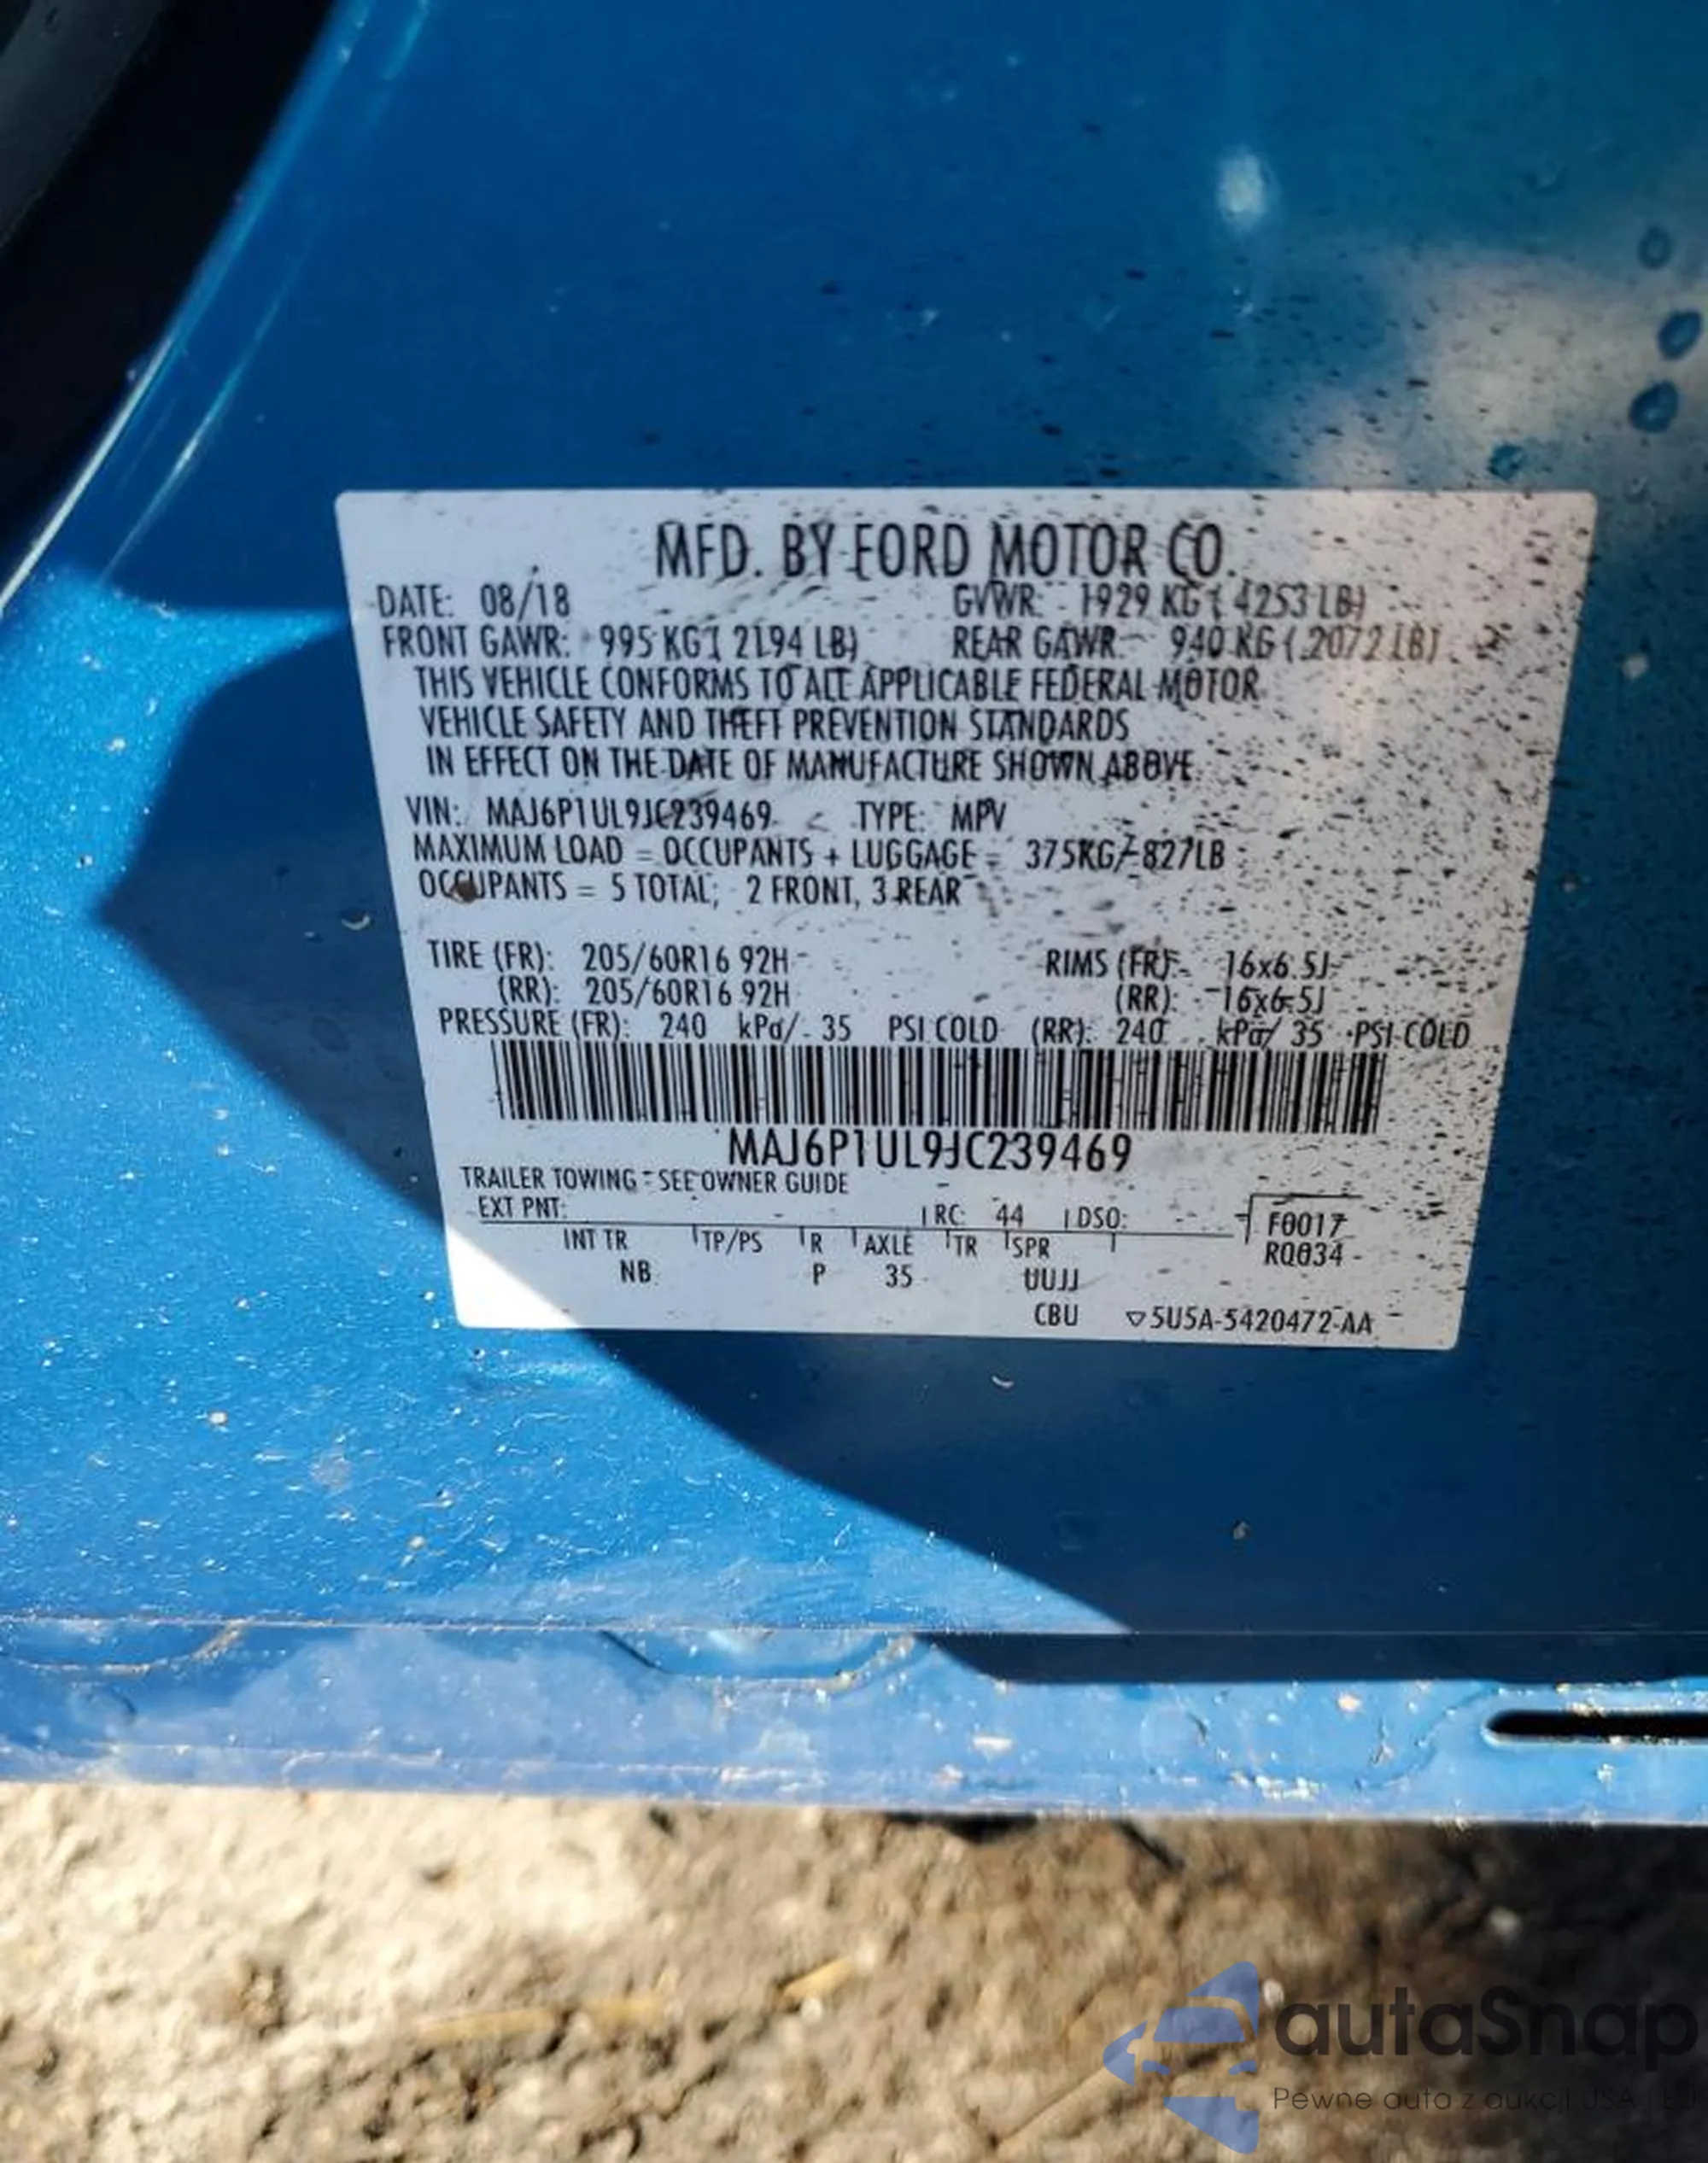 MFD. BY FORD MOTOR CO.
DATE: 08/18 GVWR: 1929 KG ( 4253 LB)
FRONT GAWR: 995 KG ( 2194 LB) REAR GAWR: 940 KG ( 2072 LB)
THIS VEHICLE CONFORMS TO ALL APPLICABLE FEDERAL MOTOR
VEHICLE SAFETY AND THEFT PREVENTION STANDARDS
IN EFFECT ON THE DATE OF MANUFACTURE SHOWN ABOVE.
VIN: MAJ6P1UL9JC239469 TYPE: MPV
MAXIMUM LOAD = OCCUPANTS + LUGGAGE = 375KG/ 827LB
OCCUPANTS = 5 TOTAL; 2 FRONT, 3 REAR
TIRE (FR): 205/60R16 92H RIMS (FR): 16x6.5J
(RR): 205/60R16 92H (RR): 16x6.5J
PRESSURE (FR): 240 kPa/ 35 PSI COLD (RR): 240 kPa/ 35 PSI COLD
MAJ6P1UL9JC239469
TRAILER TOWING - SEE OWNER GUIDE
EXT PNT: RC: 44 DSO: F0017
INT TR TP/PS R AXLE TR SPR R0034
NB P 35 UUJJ
CBU ▽5U5A-5420472-AA
autaSnap
Pewne auta z aukcji USA i